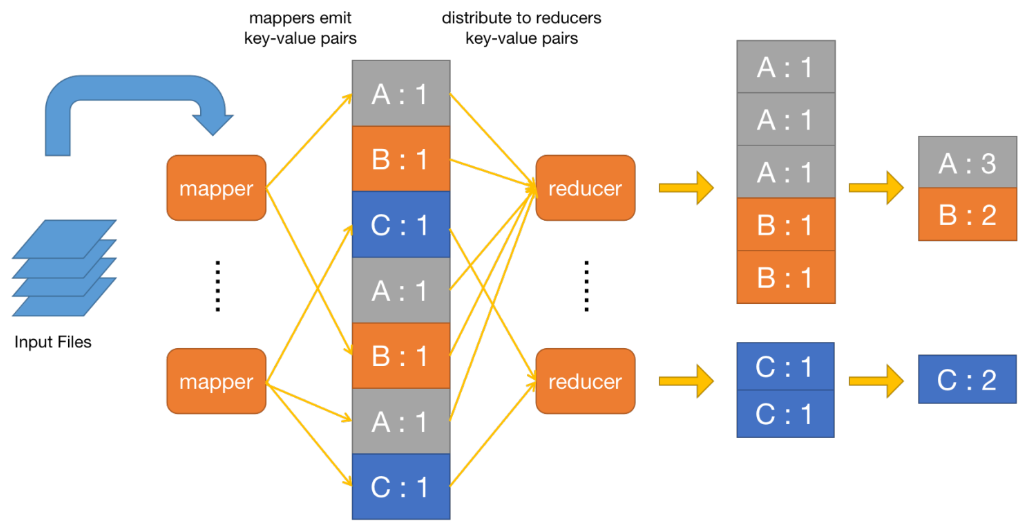 mappers emit
key-value pairs
distribute to reducers
key-value pairs
Input Files
mapper
mapper
A : 1
B : 1
C : 1
A : 1
B : 1
A : 1
C : 1
reducer
reducer
A : 1
A : 1
A : 1
B : 1
B : 1
C : 1
C : 1
A : 3
B : 2
C : 2